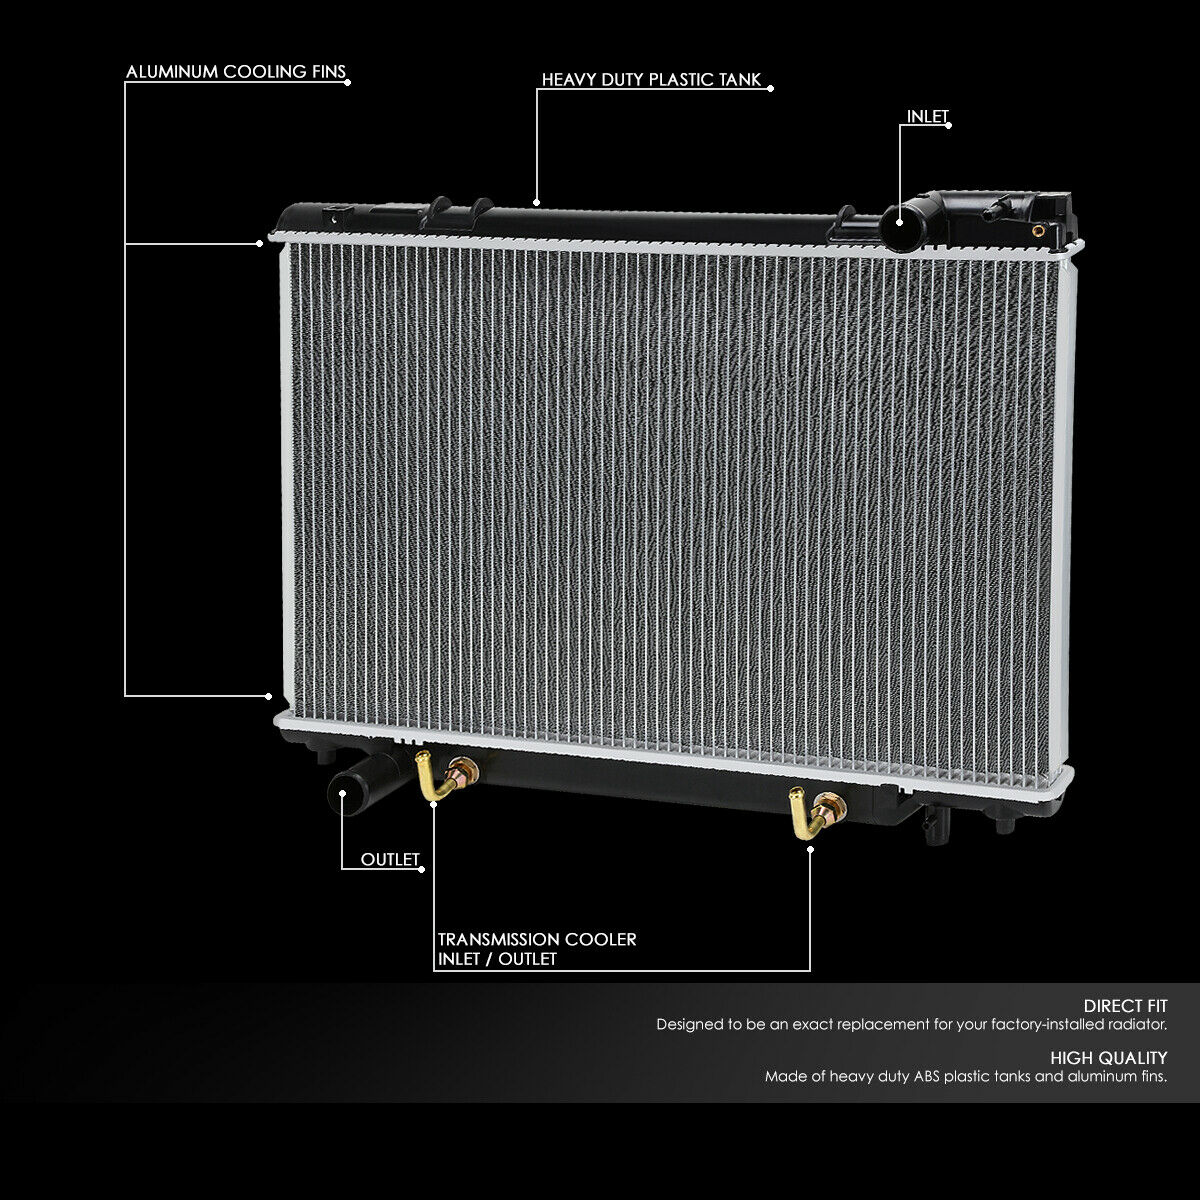 ALUMINUM COOLING FINS
HEAVY DUTY PLASTIC TANK
INLET
OUTLET
TRANSMISSION COOLER
INLET / OUTLET
DIRECT FIT
Designed to be an exact replacement for your factory-installed radiator.
HIGH QUALITY
Made of heavy duty ABS plastic tanks and aluminum fins.